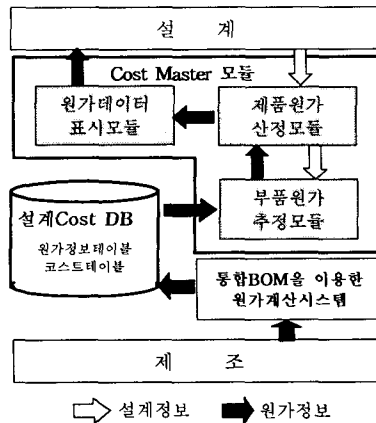 설 계
Cost Master 모듈
원가데이터
표시모듈
제품원가
산정모듈
부품원가
추정모듈
설계Cost DB
원가정보테이블
코스트테이블
통합BOM을 이용한
원가계산시스템
제 조
설계정보
원가정보